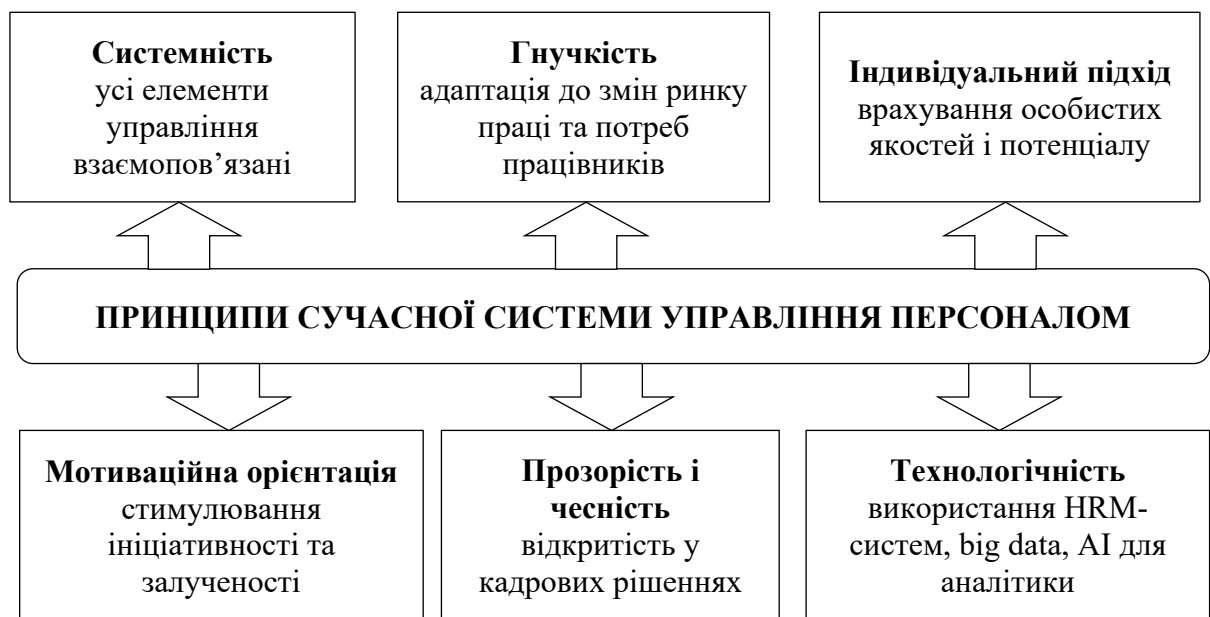 Системність
усі елементи
управління
взаємопов’язані
Гнучкість
адаптація до змін ринку
праці та потреб
працівників
Індивідуальний підхід
врахування особистих
якостей і потенціалу
ПРИНЦИПИ СУЧАСНОЇ СИСТЕМИ УПРАВЛІННЯ ПЕРСОНАЛОМ
Мотиваційна орієнтація
стимулювання
ініціативності та
залученості
Прозорість і
чесність
відкритість у
кадрових рішеннях
Технологічність
використання HRM-
систем, big data, AI для
аналітики